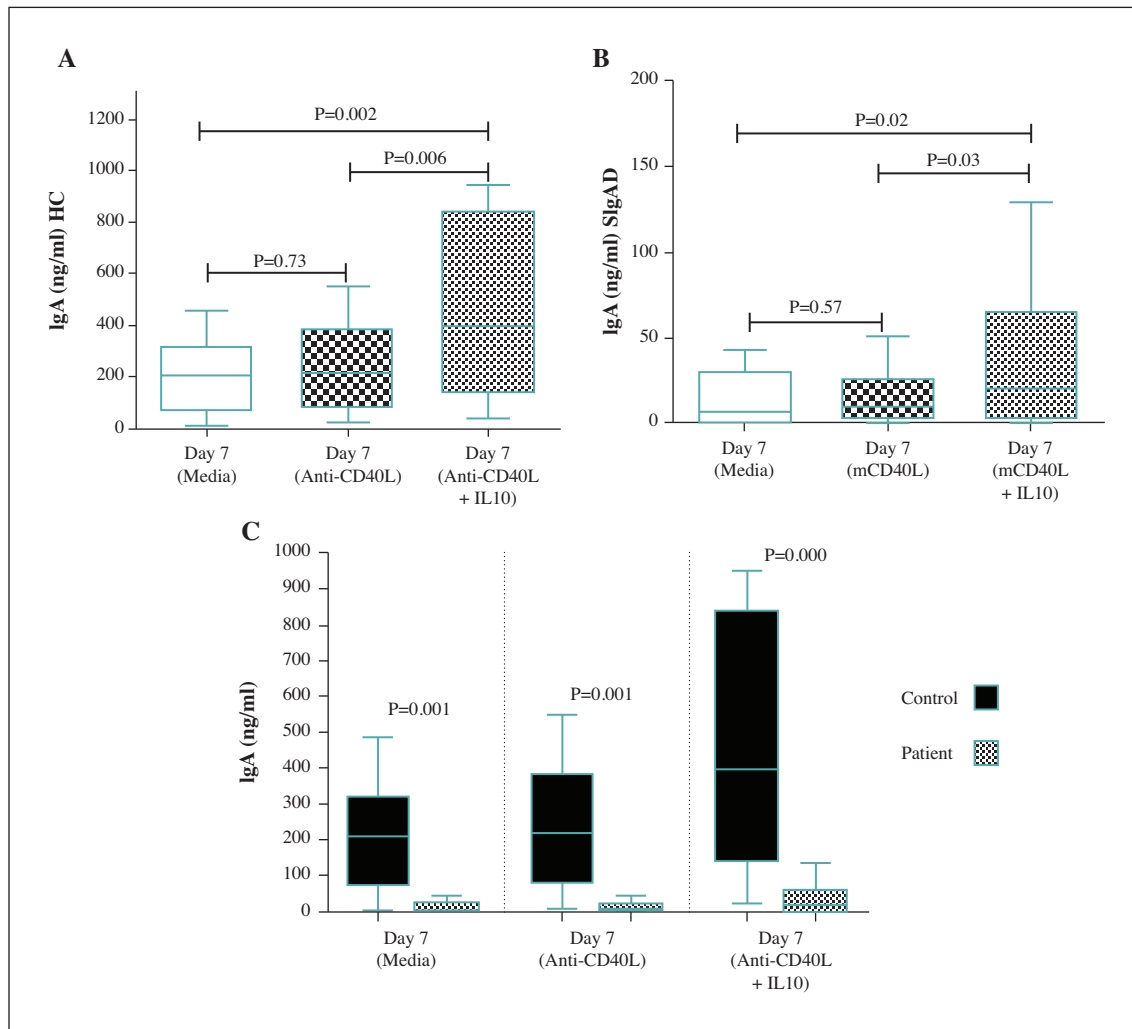 A
1200
1000
800
600
400
200
0
IgA (ng/ml) HC
P=0.002
P=0.006
P=0.73
Day 7
(Media)
Day 7
(Anti-CD40L)
Day 7
(Anti-CD40L
+ IL10)
B
200
150
100
50
0
IgA (ng/ml) SIgAD
P=0.02
P=0.03
P=0.57
Day 7
(Media)
Day 7
(mCD40L)
Day 7
(mCD40L
+ IL10)
C
1000
900
800
700
600
500
400
300
200
100
0
IgA (ng/ml)
P=0.001
P=0.001
P=0.000
Day 7
(Media)
Day 7
(Anti-CD40L)
Day 7
(Anti-CD40L
+ IL10)
Control
Patient